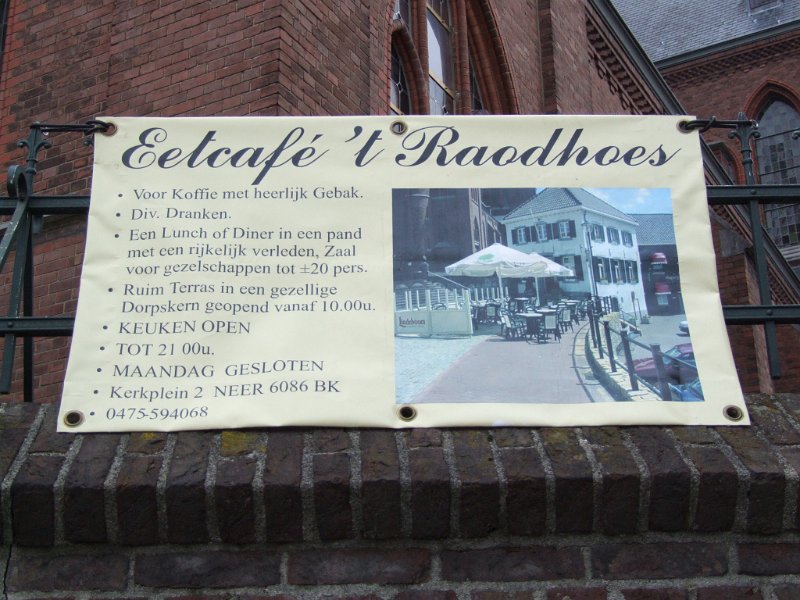 Eetcafé 't Raodhoes
• Voor Koffie met heerlijk Gebak.
• Div. Dranken.
• Een Lunch of Diner in een pand
met een rijkelijk verleden, Zaal
voor gezelschappen tot ±20 pers.
• Ruim Terras in een gezellige
Dorpskern geopend vanaf 10.00u.
• KEUKEN OPEN
• TOT 21 00u.
• MAANDAG GESLOTEN
• Kerkplein 2 NEER 6086 BK
• 0475-594068
Lindeboom